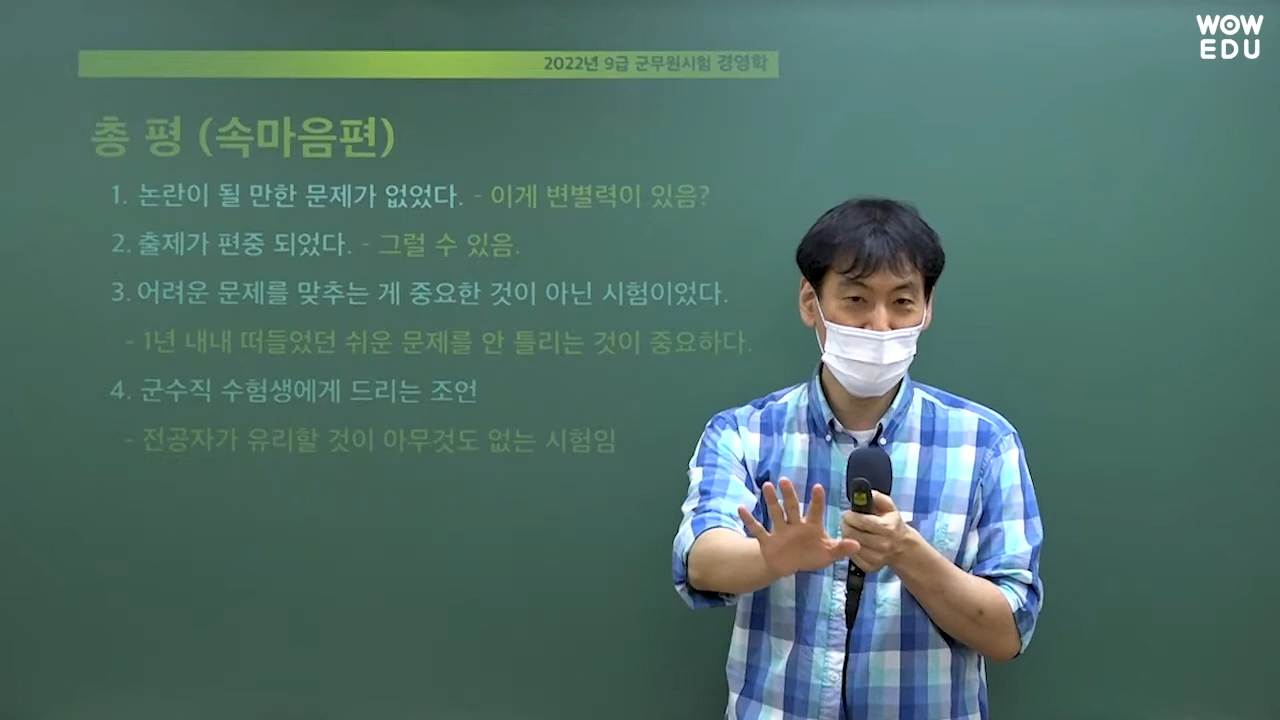 WOW
EDU
2022년 9급 군무원시험 경영학
총 평 (속마음편)
1. 논란이 될 만한 문제가 없었다. - 이게 변별력이 있음?
2. 출제가 편중 되었다. - 그럴 수 있음.
3. 어려운 문제를 맞추는 게 중요한 것이 아닌 시험이었다.
- 1년 내내 떠들었던 쉬운 문제를 안 틀리는 것이 중요하다.
4. 군수직 수험생에게 드리는 조언
- 전공자가 유리할 것이 아무것도 없는 시험임